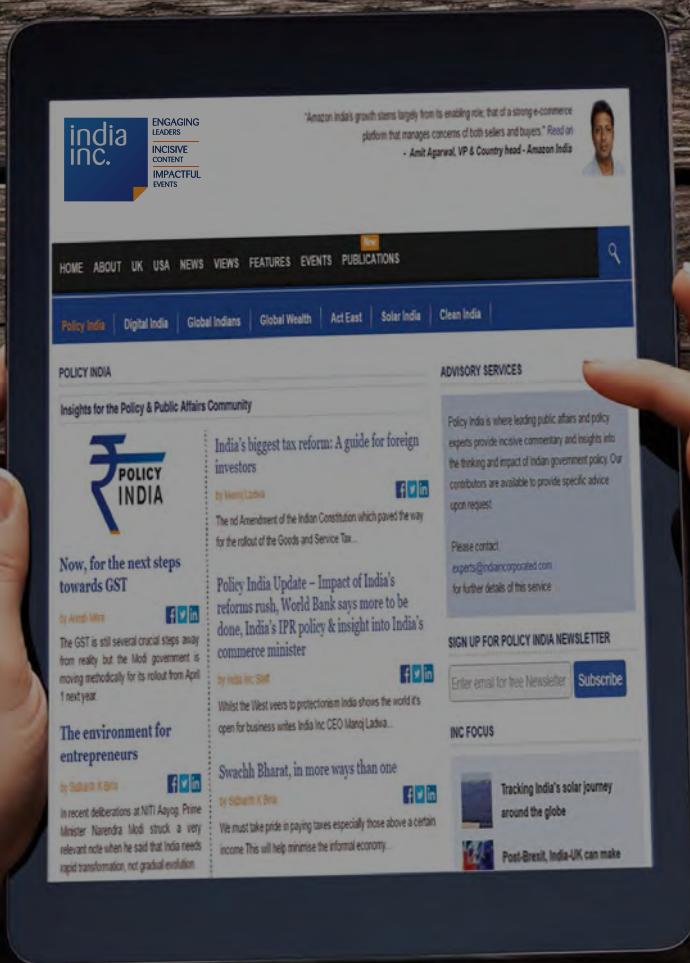 india
inc.
ENGAGING
LEADERS
INCISIVE
CONTENT
IMPACTFUL
EVENTS
"Amazon India's growth stems largely from its enabling role; that of a strong e-commerce
platform that manages concerns of both sellers and buyers." Read on
- Amit Agarwal, VP & Country head - Amazon India
New
HOME ABOUT UK USA NEWS VIEWS FEATURES EVENTS PUBLICATIONS
Policy India Digital India Global Indians Global Wealth Act East Solar India Clean India
POLICY INDIA
Insights for the Policy & Public Affairs Community
POLICY
INDIA
Now, for the next steps
towards GST
by
The GST is still several crucial steps away
from reality but the Modi government is
moving methodically for its rollout from April
1 next year.
The environment for
entrepreneurs
by Sidharth K Birla
In recent deliberations at NITI Aayog, Prime
Minister Narendra Modi struck a very
relevant note when he said that India needs
rapid transformation, not gradual evolution
India's biggest tax reform: A guide for foreign
investors
by Manoj Ladwa
The nd Amendment of the Indian Constitution which paved the way
for the rollout of the Goods and Service Tax...
Policy India Update – Impact of India's
reforms rush, World Bank says more to be
done, India's IPR policy & insight into India's
commerce minister
by India Inc Staff
Whilst the West veers to protectionism India shows the world it's
open for business writes India Inc CEO Manoj Ladwa...
Swachh Bharat, in more ways than one
by Sidharth K Birla
We must take pride in paying taxes especially those above a certain
income This will help minimise the informal economy...
ADVISORY SERVICES
Policy India is where leading public affairs and policy
experts provide incisive commentary and insights into
the thinking and impact of Indian government policy. Our
contributors are available to provide specific advice
upon request
Please contact
experts@indiaincorporated.com
for further details of this service
SIGN UP FOR POLICY INDIA NEWSLETTER
Enter email for free Newsletter Subscribe
INC FOCUS
Tracking India's solar journey
around the globe
Post-Brexit, India-UK can make